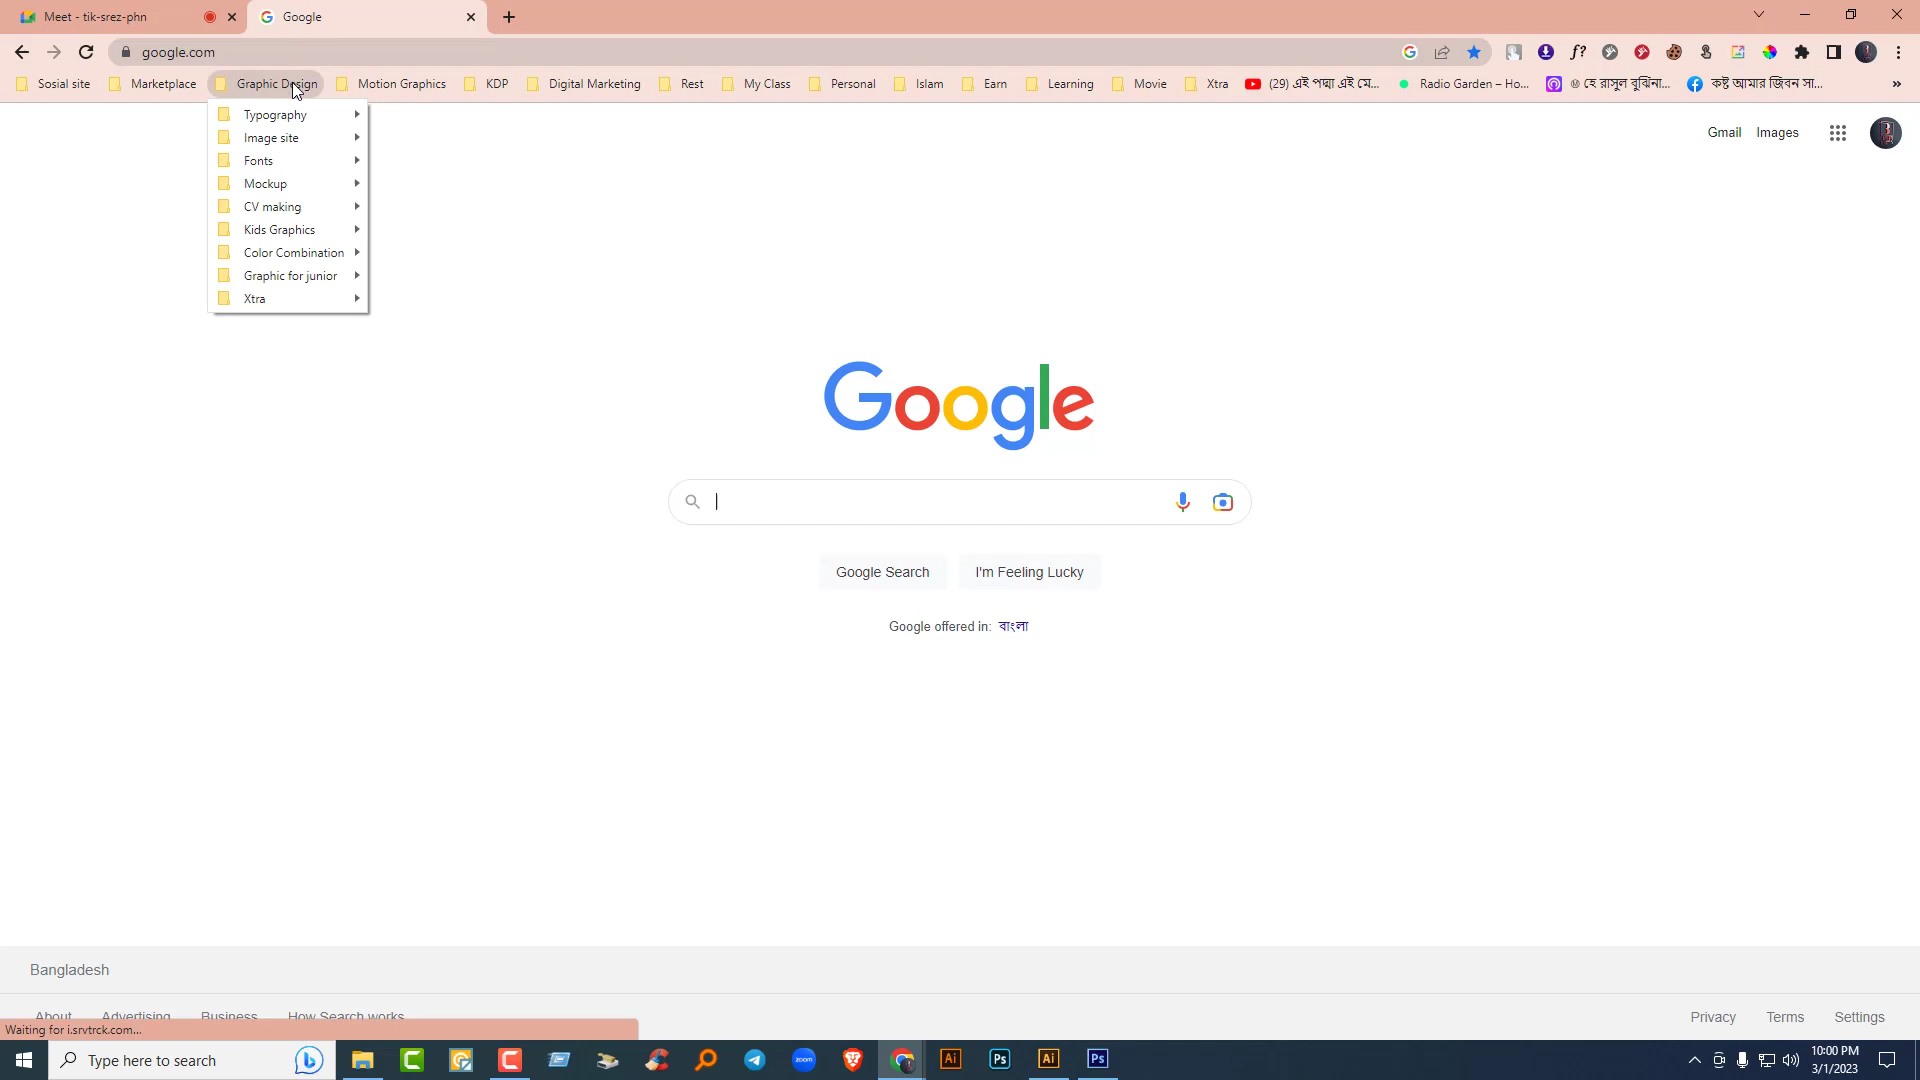 Meet - tik-srez-phn
Google
google.com
Sosial site
Marketplace
Graphic Design
Motion Graphics
KDP
Digital Marketing
Rest
My Class
Personal
Islam
Earn
Learning
Movie
Xtra
(29) এই পদ্মা এই মে...
Radio Garden – Ho...
হে রাসুল বুঝিনা...
কষ্ট আমার জিবন সা...
»
Typography
Image site
Fonts
Mockup
CV making
Kids Graphics
Color Combination
Graphic for junior
Xtra
Gmail Images
Google
Google Search
I'm Feeling Lucky
Google offered in: বাংলা
Bangladesh
About Advertising Business How Search works
Privacy Terms Settings
Waiting for i.srvtrck.com...
Type here to search
zoom
Ai
Ps
Ai
Ps
10:00 PM
3/1/2023